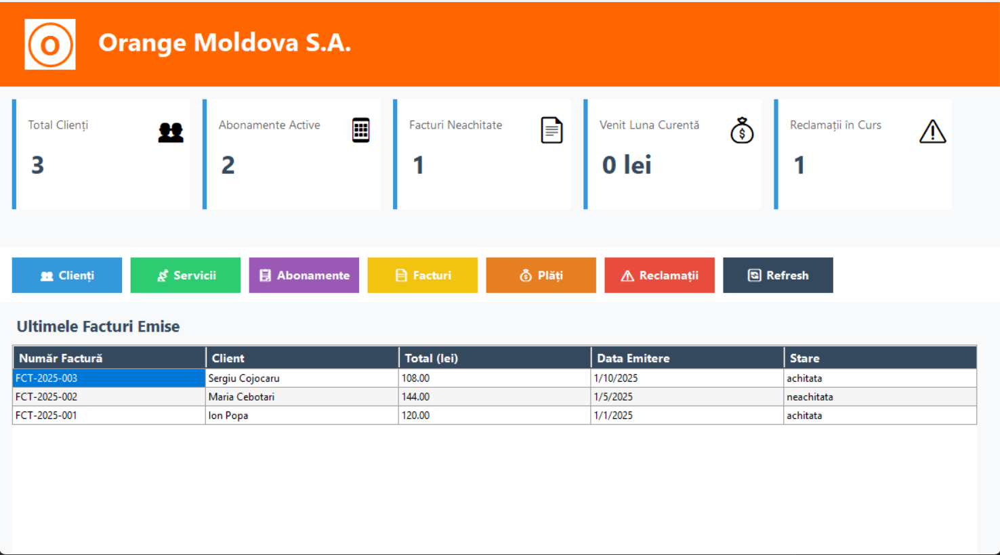 O Orange Moldova S.A.
Total Clienți
3
Abonamente Active
2
Facturi Neachitate
1
Venit Luna Curentă
$
0 lei
Reclamații în Curs
1
Clienți Servicii Abonamente Facturi Plăți Reclamații Refresh
Ultimele Facturi Emise
Număr Factură Client Total (lei) Data Emitere Stare
FCT-2025-003 Sergiu Cojocaru 108.00 1/10/2025 achitata
FCT-2025-002 Maria Cebotari 144.00 1/5/2025 neachitata
FCT-2025-001 Ion Popa 120.00 1/1/2025 achitata